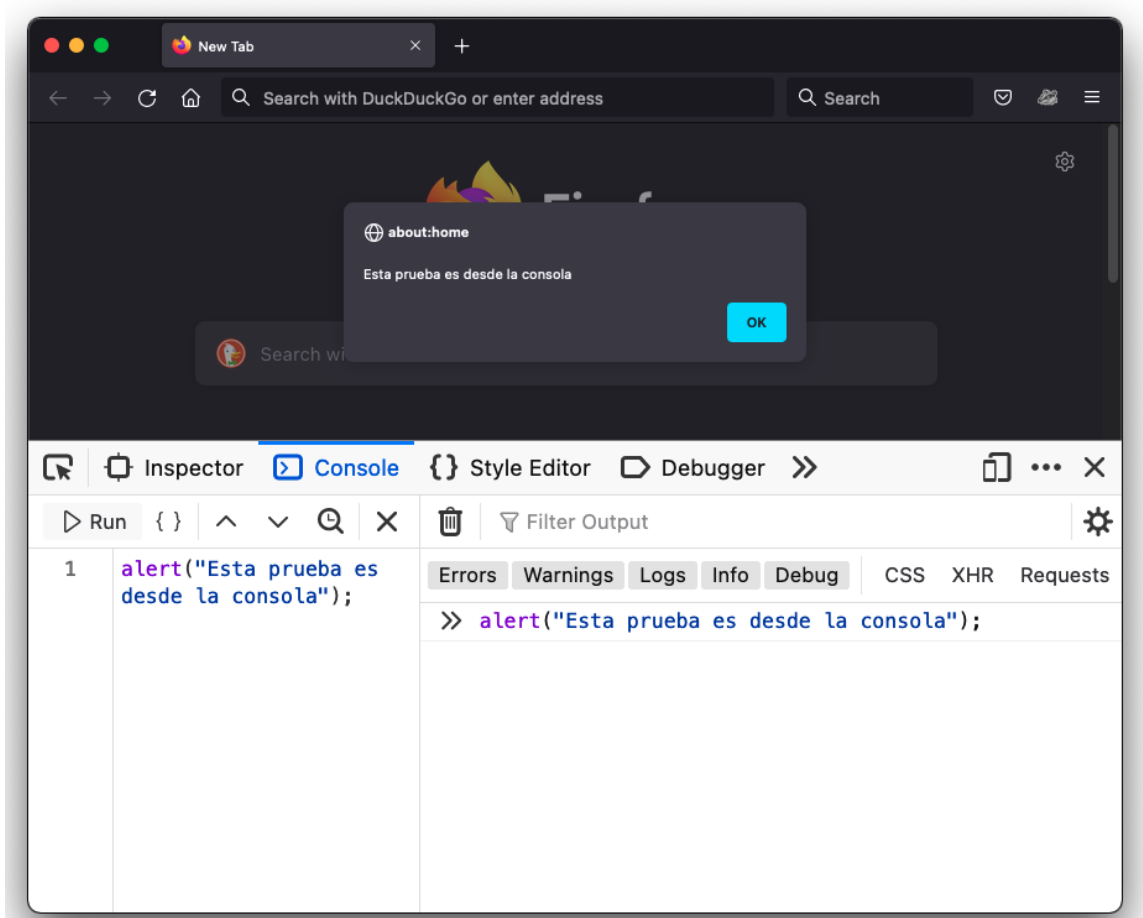 New Tab
Search with DuckDuckGo or enter address
Search
about:home
Esta prueba es desde la consola
OK
Search wi
Inspector
Console
{} Style Editor
Debugger
Run
{ }
Filter Output
1
alert("Esta prueba es
desde la consola");
Errors Warnings Logs Info Debug CSS XHR Requests
» alert("Esta prueba es desde la consola");